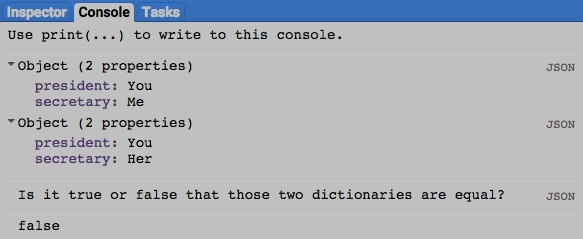 Inspector Console Tasks
Use print(...) to write to this console.
Object (2 properties) JSON
president: You
secretary: Me
Object (2 properties) JSON
president: You
secretary: Her
Is it true or false that those two dictionaries are equal? JSON
false